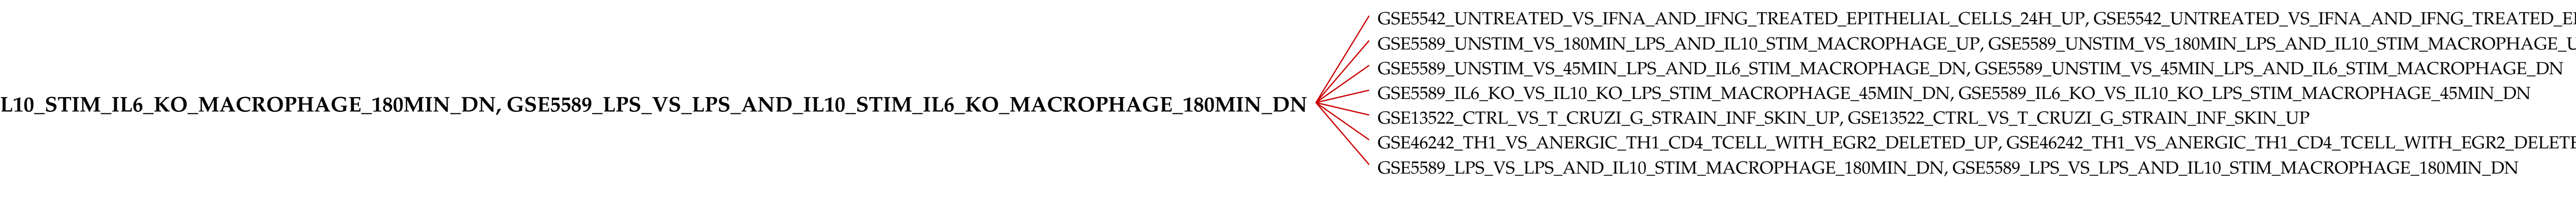 GSE5542_UNTREATED_VS_IFNA_AND_IFNG_TREATED_EPITHELIAL_CELLS_24H_UP, GSE5542_UNTREATED_VS_IFNA_AND_IFNG_TREATED_E
GSE5589_UNSTIM_VS_180MIN_LPS_AND_IL10_STIM_MACROPHAGE_UP, GSE5589_UNSTIM_VS_180MIN_LPS_AND_IL10_STIM_MACROPHAGE_U
GSE5589_UNSTIM_VS_45MIN_LPS_AND_IL6_STIM_MACROPHAGE_DN, GSE5589_UNSTIM_VS_45MIN_LPS_AND_IL6_STIM_MACROPHAGE_DN
GSE5589_IL6_KO_VS_IL10_KO_LPS_STIM_MACROPHAGE_45MIN_DN, GSE5589_IL6_KO_VS_IL10_KO_LPS_STIM_MACROPHAGE_45MIN_DN
L10_STIM_IL6_KO_MACROPHAGE_180MIN_DN, GSE5589_LPS_VS_LPS_AND_IL10_STIM_IL6_KO_MACROPHAGE_180MIN_DN
GSE13522_CTRL_VS_T_CRUZI_G_STRAIN_INF_SKIN_UP, GSE13522_CTRL_VS_T_CRUZI_G_STRAIN_INF_SKIN_UP
GSE46242_TH1_VS_ANERGIC_TH1_CD4_TCELL_WITH_EGR2_DELETED_UP, GSE46242_TH1_VS_ANERGIC_TH1_CD4_TCELL_WITH_EGR2_DELETE
GSE5589_LPS_VS_LPS_AND_IL10_STIM_MACROPHAGE_180MIN_DN, GSE5589_LPS_VS_LPS_AND_IL10_STIM_MACROPHAGE_180MIN_DN